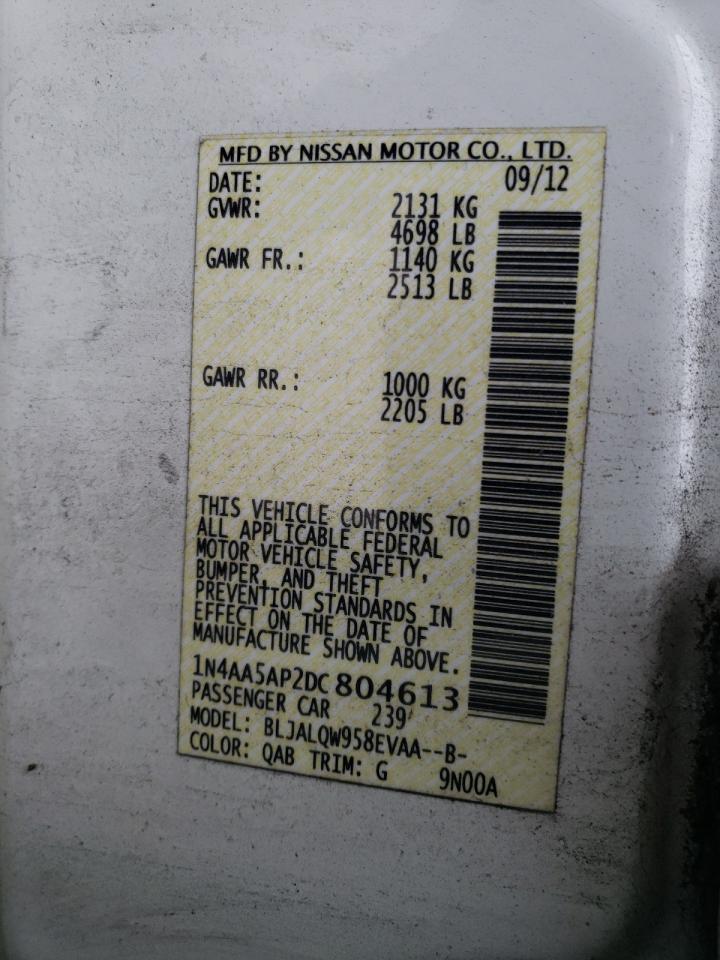 MFD BY NISSAN MOTOR CO., LTD.
DATE: 09/12
GVWR: 2131 KG
4698 LB
GAWR FR.: 1140 KG
2513 LB
GAWR RR.: 1000 KG
2205 LB
THIS VEHICLE CONFORMS TO
ALL APPLICABLE FEDERAL
MOTOR VEHICLE SAFETY,
BUMPER, AND THEFT
PREVENTION STANDARDS IN
EFFECT ON THE DATE OF
MANUFACTURE SHOWN ABOVE.
1N4AA5AP2DC804613
PASSENGER CAR 239
MODEL: BLJALQW958EVAA--B-
COLOR: QAB TRIM: G 9N00A